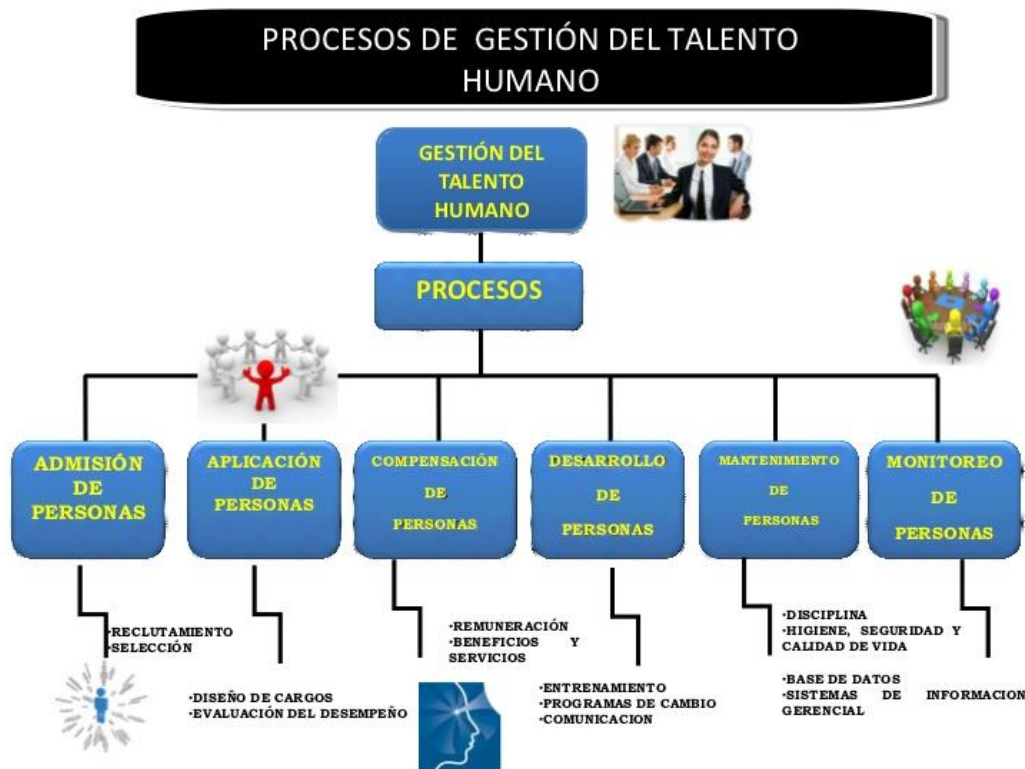 PROCESOS DE GESTIÓN DEL TALENTO
HUMANO
GESTIÓN DEL
TALENTO
HUMANO
PROCESOS
ADMISIÓN
DE
PERSONAS
APLICACIÓN
DE
PERSONAS
COMPENSACIÓN
DE
PERSONAS
DESARROLLO
DE
PERSONAS
MANTENIMIENTO
DE
PERSONAS
MONITOREO
DE
PERSONAS
•RECLUTAMIENTO
•SELECCIÓN
•DISEÑO DE CARGOS
•EVALUACIÓN DEL DESEMPEÑO
•REMUNERACIÓN
•BENEFICIOS Y
SERVICIOS
•ENTRENAMIENTO
•PROGRAMAS DE CAMBIO
•COMUNICACION
•DISCIPLINA
•HIGIENE, SEGURIDAD Y
CALIDAD DE VIDA
•BASE DE DATOS
•SISTEMAS DE INFORMACION
GERENCIAL